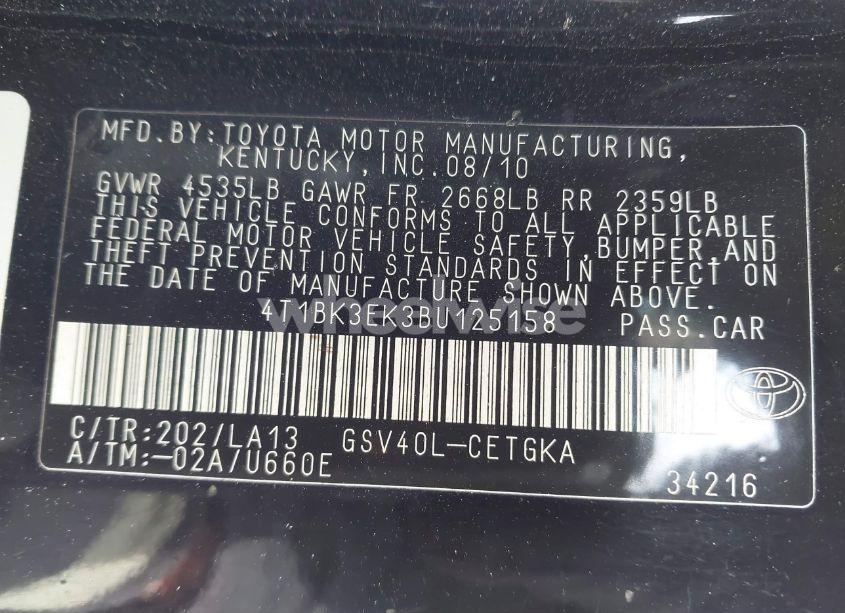 MFD.BY:TOYOTA MOTOR MANUFACTURING,
KENTUCKY,INC.08/10
GVWR 4535LB GAWR FR 2668LB RR 2359LB
THIS VEHICLE CONFORMS TO ALL APPLICABLE
FEDERAL MOTOR VEHICLE SAFETY,BUMPER,AND
THEFT PREVENTION STANDARDS IN EFFECT ON
THE DATE OF MANUFACTURE SHOWN ABOVE.
wheelwise
4T1BK3EK3BU125158 PASS.CAR
C/TR:202/LA13 GSV40L-CETGKA
A/TM:-02A/U660E
34216